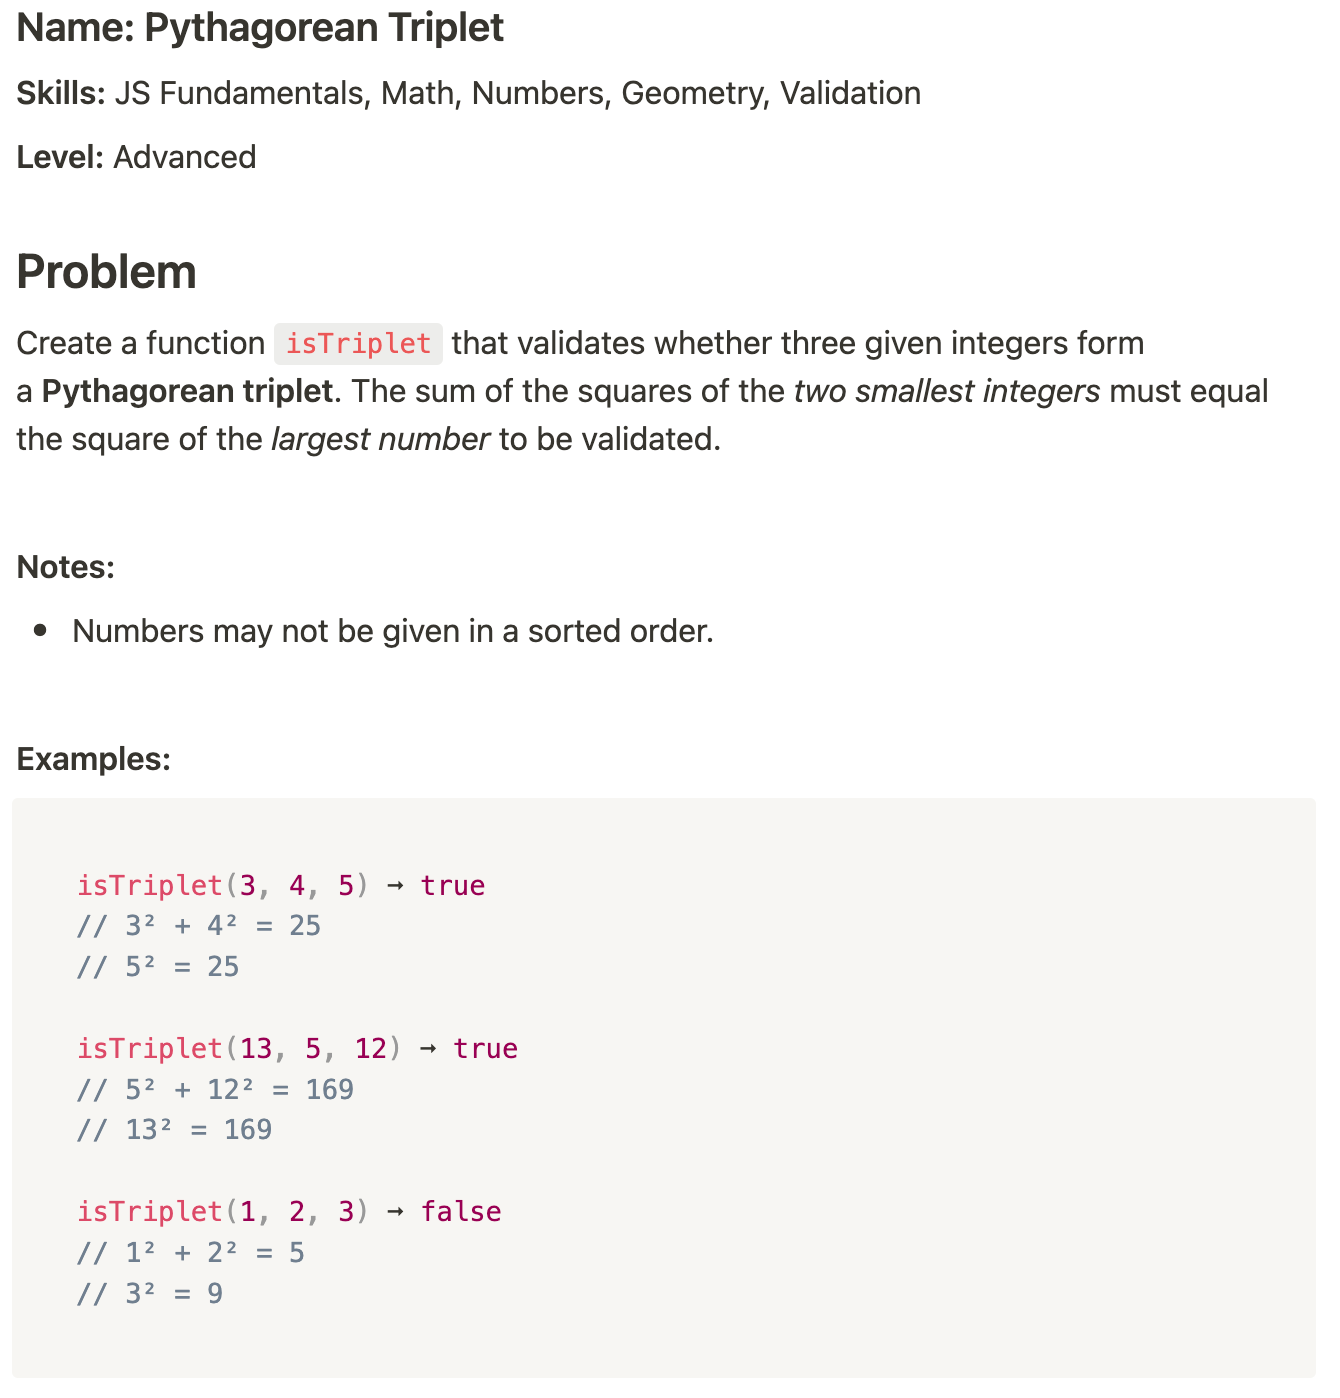 Name: Pythagorean Triplet
Skills: JS Fundamentals, Math, Numbers, Geometry, Validation
Level: Advanced
Problem
Create a function isTriplet that validates whether three given integers form
a Pythagorean triplet. The sum of the squares of the two smallest integers must equal
the square of the largest number to be validated.
Notes:
• Numbers may not be given in a sorted order.
Examples:
isTriplet(3, 4, 5) → true
// 3² + 4² = 25
// 5² = 25
isTriplet(13, 5, 12) → true
// 5² + 12² = 169
// 13² = 169
isTriplet(1, 2, 3) → false
// 1² + 2² = 5
// 3² = 9